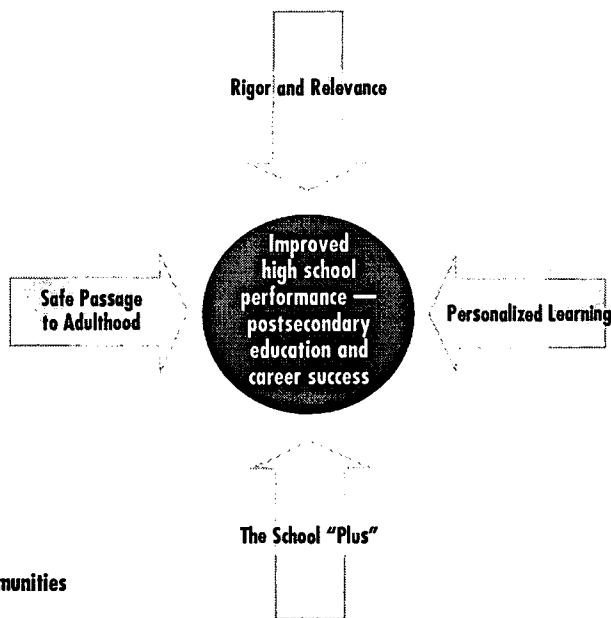 Rigor and Relevance
Improved
high school
performance —
postsecondary
education and
career success
Safe Passage
to Adulthood
Personalized Learning
The School “Plus”
munities